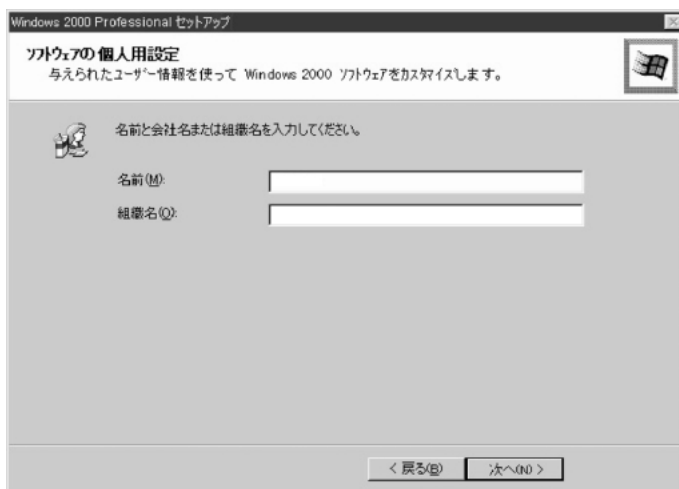 Windows 2000 Professional セットアップ
ソフトウェアの個人用設定
与えられたユーザー情報を使って Windows 2000 ソフトウェアをカスタマイズします。
名前と会社名または組織名を入力してください。
名前(M):
組織名(O):
< 戻る(B)
次へ(N) >